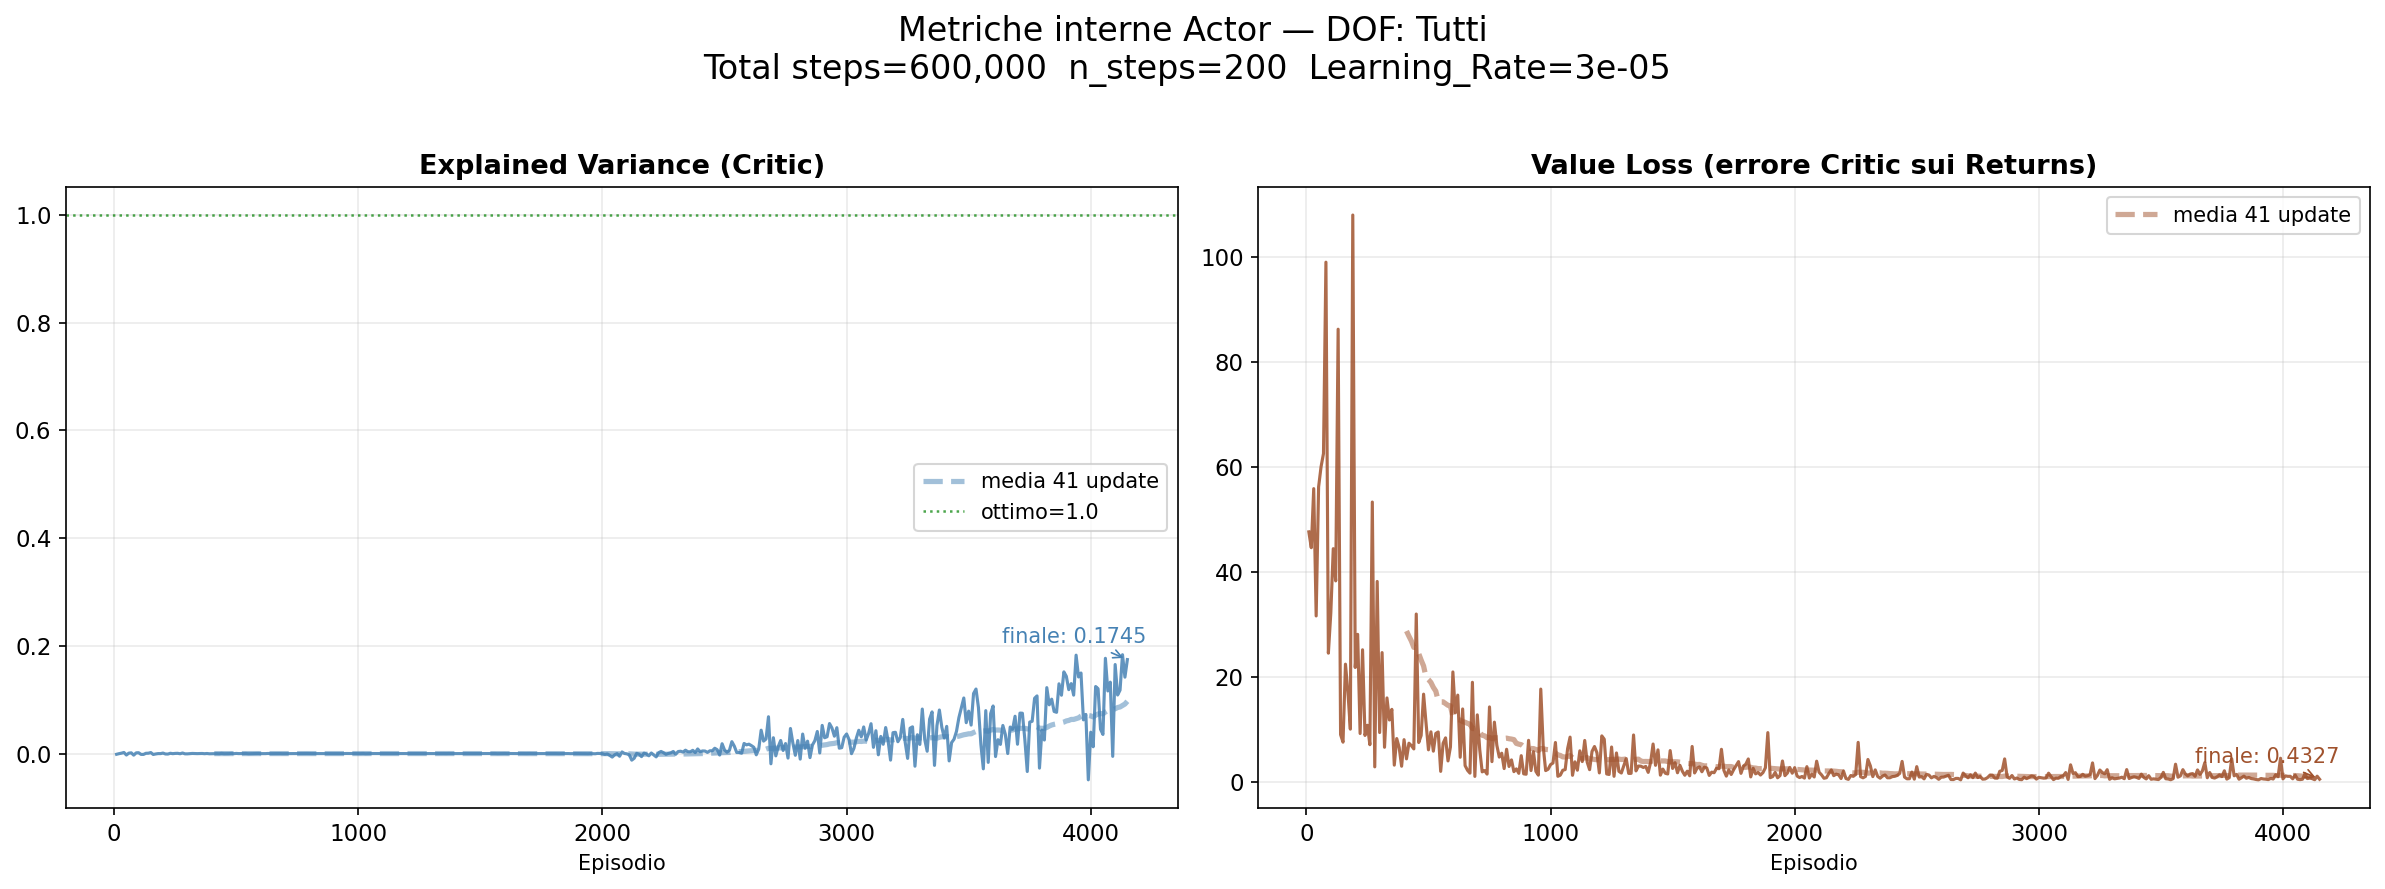 Metriche interne Actor — DOF: Tutti
Total steps=600,000  n_steps=200  Learning_Rate=3e-05
Explained Variance (Critic)
1.0
0.8
0.6
0.4
0.2
0.0
media 41 update
ottimo=1.0
finale: 0.1745
0
1000
2000
3000
4000
Episodio
Value Loss (errore Critic sui Returns)
media 41 update
100
80
60
40
20
0
finale: 0.4327
0
1000
2000
3000
4000
Episodio